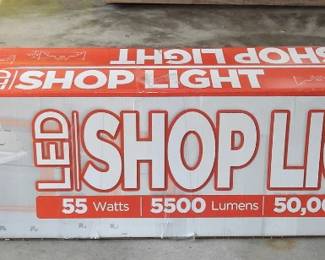 SHOP LIGHT
LED SHOP LIGHT
LED SHOP LI
55 Watts | 5500 Lumens | 50,00